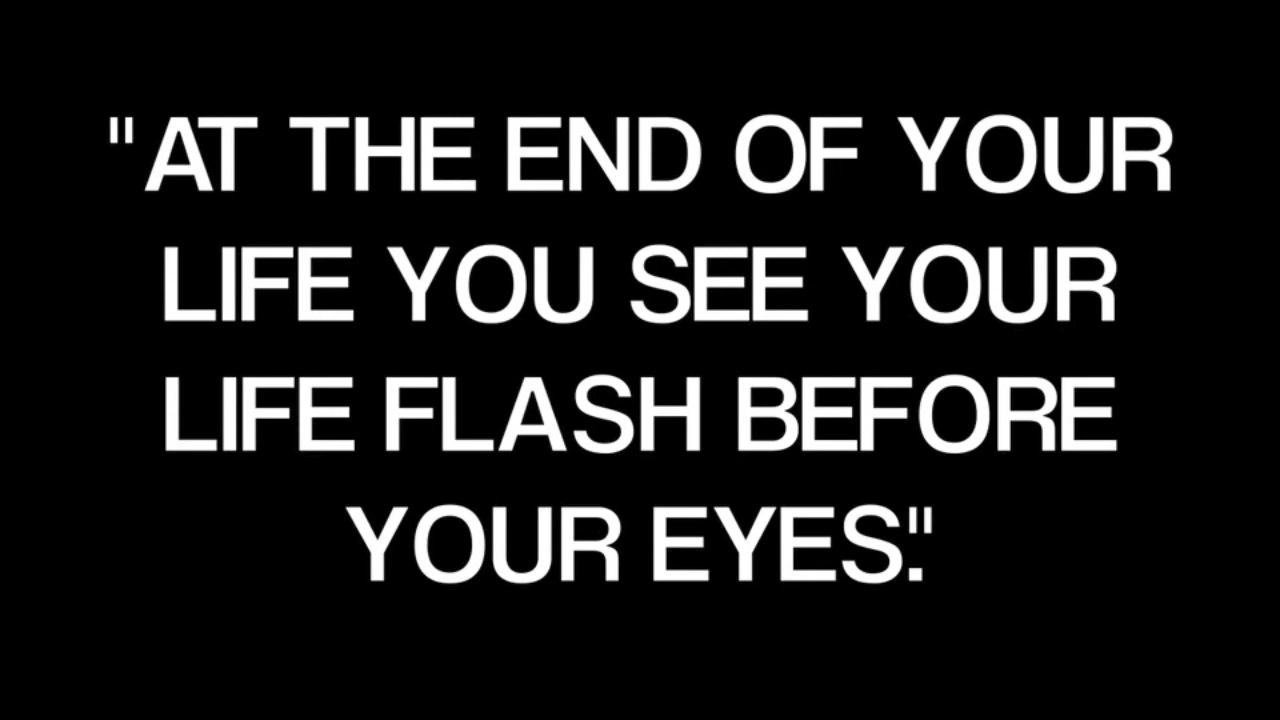 "AT THE END OF YOUR
LIFE YOU SEE YOUR
LIFE FLASH BEFORE
YOUR EYES."